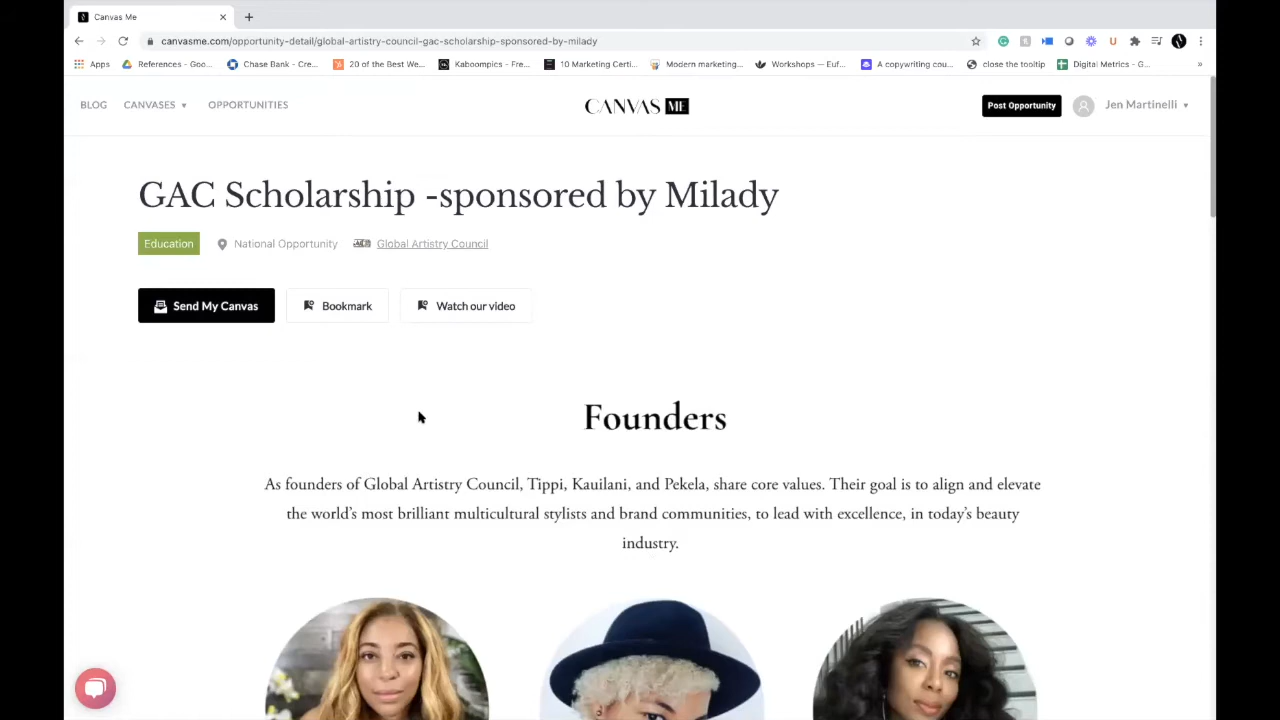 Canvas Me
canvasme.com/opportunity-detail/global-artistry-council-gac-scholarship-sponsored-by-milady
Apps References - Goo... Chase Bank - Cre... 20 of the Best We... Kaboompics - Fre... 10 Marketing Certi... Modern marketing... Workshops — Euf... A copywriting cou... close the tooltip Digital Metrics - G... »
BLOG CANVASES ▼ OPPORTUNITIES CANVAS ME Post Opportunity Jen Martinelli ▼
GAC Scholarship -sponsored by Milady
Education National Opportunity Global Artistry Council
Send My Canvas Bookmark Watch our video
Founders
As founders of Global Artistry Council, Tippi, Kauilani, and Pekela, share core values. Their goal is to align and elevate
the world's most brilliant multicultural stylists and brand communities, to lead with excellence, in today's beauty
industry.